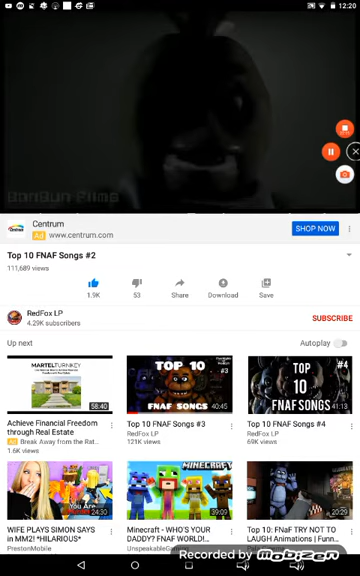 12:20
BonBun Films
Centrum
Ad www.centrum.com
SHOP NOW
Top 10 FNAF Songs #2
111,689 views
1.9K
53
Share
Download
Save
RedFox LP
4.29K subscribers
SUBSCRIBE
Up next
Autoplay
MARTELTURNKEY
58:40
Achieve Financial Freedom
through Real Estate
Ad Break Away from the Rat...
1.6K views
TOP 10
#3
FNAF SONGS
40:45
Top 10 FNAF Songs #3
RedFox LP
121K views
#4
TOP
10
FNAF SONGS
41:13
Top 10 FNAF Songs #4
RedFox LP
69K views
You Are
24:30
WIFE PLAYS SIMON SAYS
in MM2! *HILARIOUS*
PrestonMobile
MINECRAFT
39:09
Minecraft - WHO'S YOUR
DADDY? FNAF WORLD!...
UnspeakableGaming
20:29
Top 10: FNaF TRY NOT TO
LAUGH Animations | Funn...
Recorded by mobizen